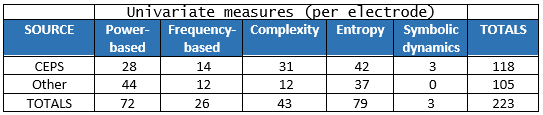 Univariate measures (per electrode)
SOURCE Power-based Frequency-based Complexity Entropy Symbolic dynamics TOTALS
CEPS 28 14 31 42 3 118
Other 44 12 12 37 0 105
TOTALS 72 26 43 79 3 223